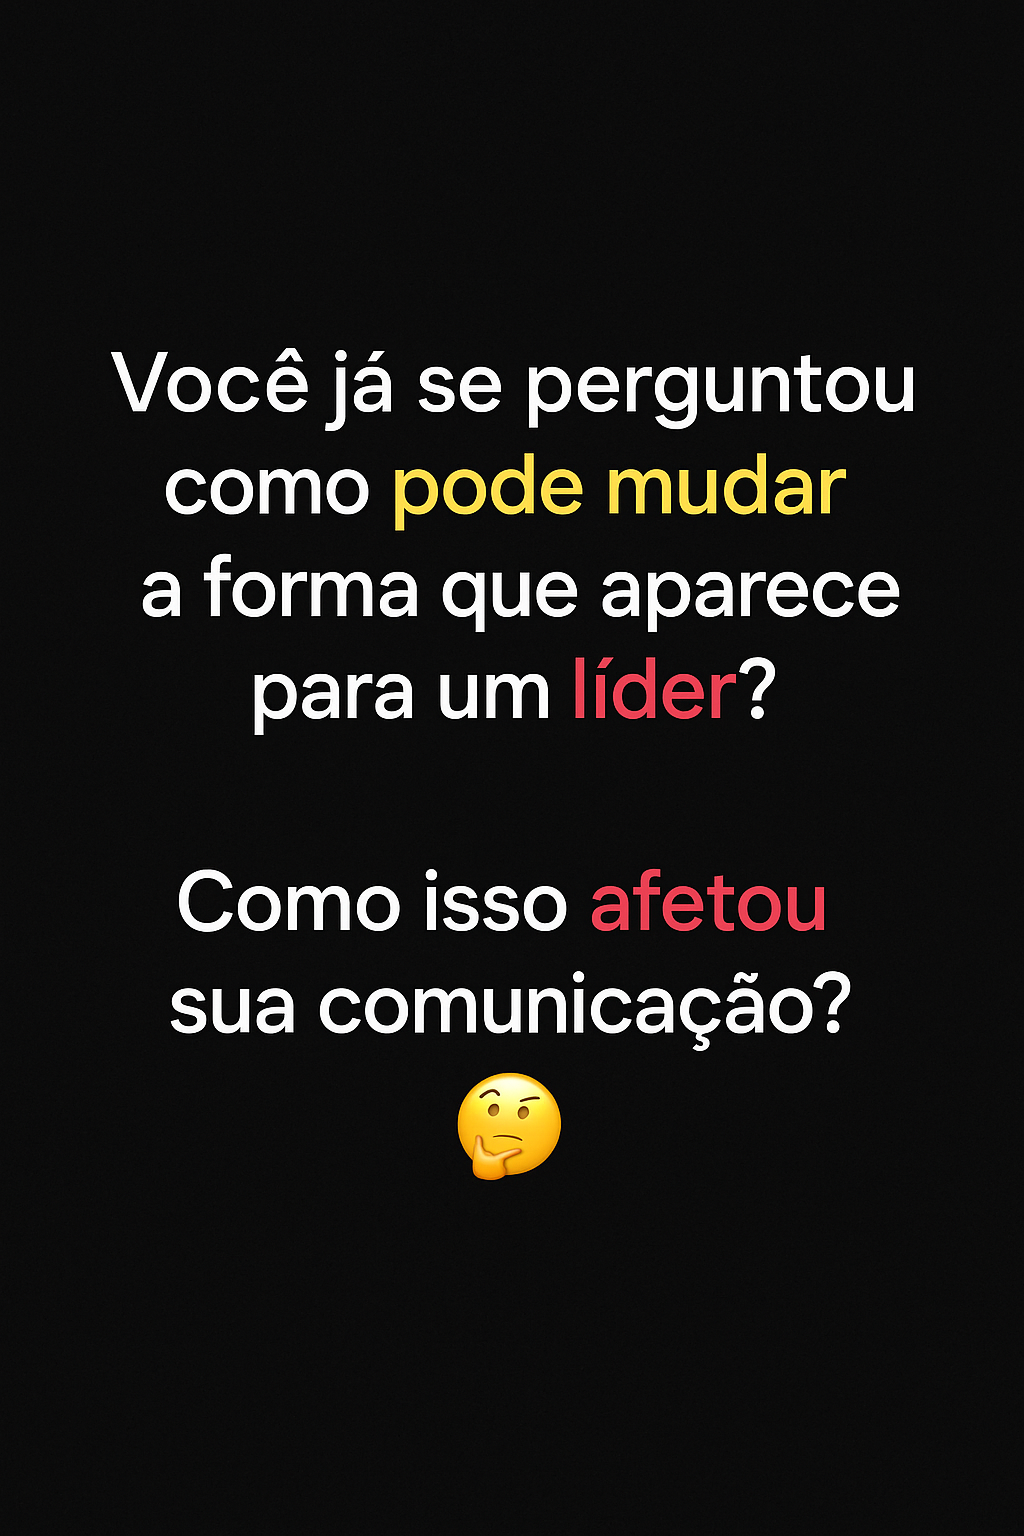 Você já se perguntou
como pode mudar
a forma que aparece
para um líder?
Como isso afetou
sua comunicação?
🤔